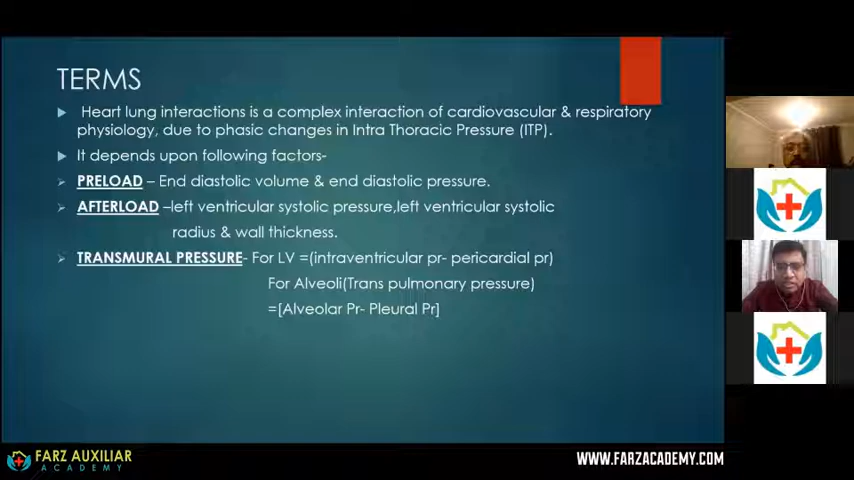 TERMS
Heart lung interactions is a complex interaction of cardiovascular & respiratory
physiology, due to phasic changes in Intra Thoracic Pressure (ITP).
It depends upon following factors-
PRELOAD – End diastolic volume & end diastolic pressure.
AFTERLOAD –left ventricular systolic pressure,left ventricular systolic
radius & wall thickness.
TRANSMURAL PRESSURE- For LV =(intraventricular pr- pericardial pr)
For Alveoli(Trans pulmonary pressure)
=[Alveolar Pr- Pleural Pr]
FARZ AUXILIAR
ACADEMY
WWW.FARZACADEMY.COM